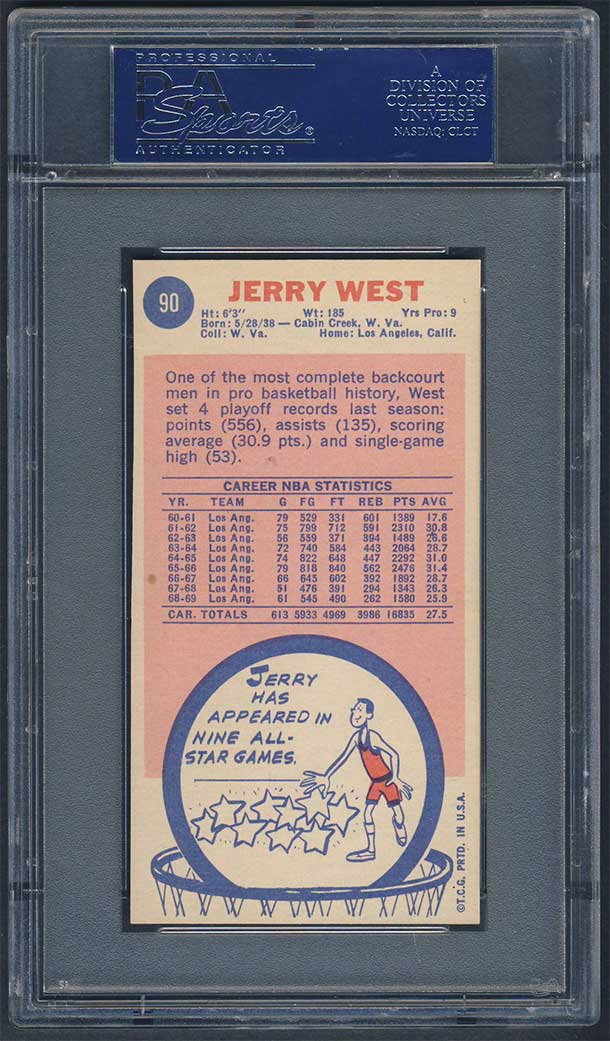 PROFESSIONAL
PSA
Sports®
AUTHENTICATOR
A
DIVISION OF
COLLECTORS
UNIVERSE
NASDAQ: CLCT
90
JERRY WEST
Ht: 6'3" Wt: 185 Yrs Pro: 9
Born: 5/28/38 — Cabin Creek, W. Va.
Coll: W. Va. Home: Los Angeles, Calif.
One of the most complete backcourt
men in pro basketball history, West
set 4 playoff records last season:
points (556), assists (135), scoring
average (30.9 pts.) and single-game
high (53).
CAREER NBA STATISTICS
YR. TEAM G FG FT REB PTS AVG
60-61 Los Ang. 79 529 331 601 1389 17.6
61-62 Los Ang. 75 799 712 591 2310 30.8
62-63 Los Ang. 56 559 371 394 1489 26.6
63-64 Los Ang. 72 740 584 443 2064 28.7
64-65 Los Ang. 74 822 648 447 2292 31.0
65-66 Los Ang. 79 818 840 562 2476 31.4
66-67 Los Ang. 66 645 602 392 1892 28.7
67-68 Los Ang. 51 476 391 294 1343 26.3
68-69 Los Ang. 61 545 490 262 1580 25.9
CAR. TOTALS 613 5933 4969 3986 16835 27.5
JERRY
HAS
APPEARED IN
NINE ALL-
STAR GAMES.
©T.C.G. PRTD. IN U.S.A.